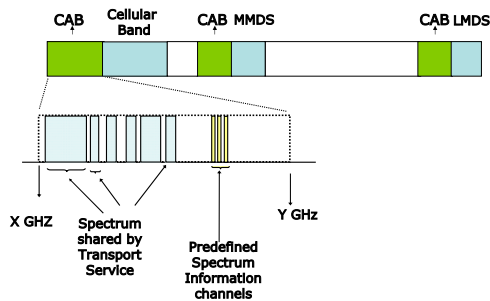 CAB
Cellular
Band
CAB MMDS
CAB LMDS
X GHZ
Spectrum
shared by
Transport
Service
Predefined
Spectrum
Information
channels
Y GHz